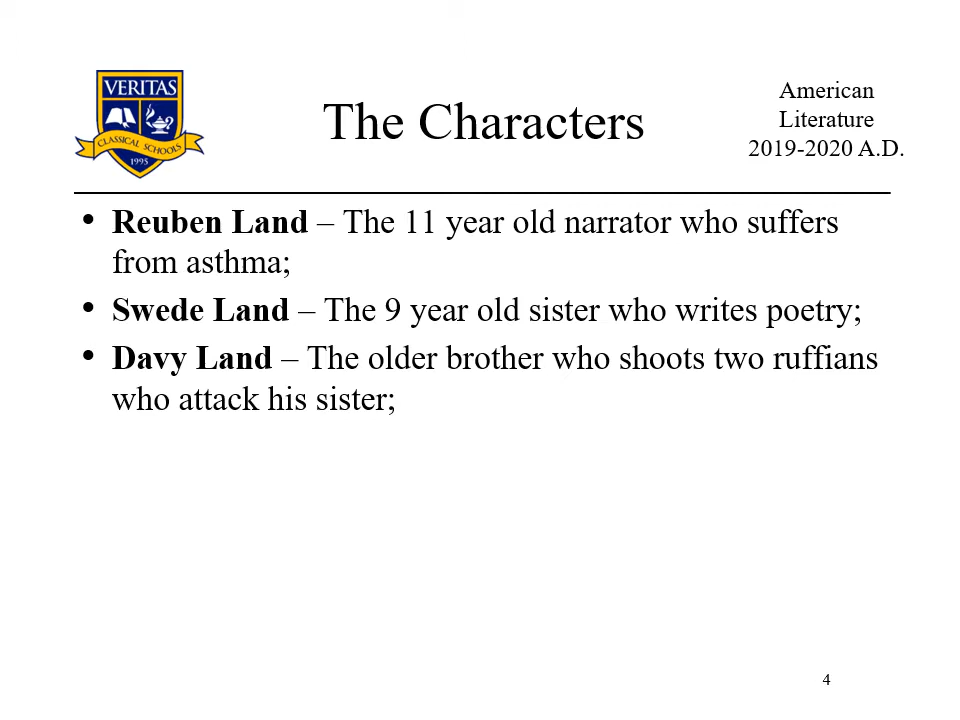 VERITAS
CLASSICAL SCHOOLS
1995
The Characters
American
Literature
2019-2020 A.D.
• Reuben Land – The 11 year old narrator who suffers
from asthma;
• Swede Land – The 9 year old sister who writes poetry;
• Davy Land – The older brother who shoots two ruffians
who attack his sister;
4